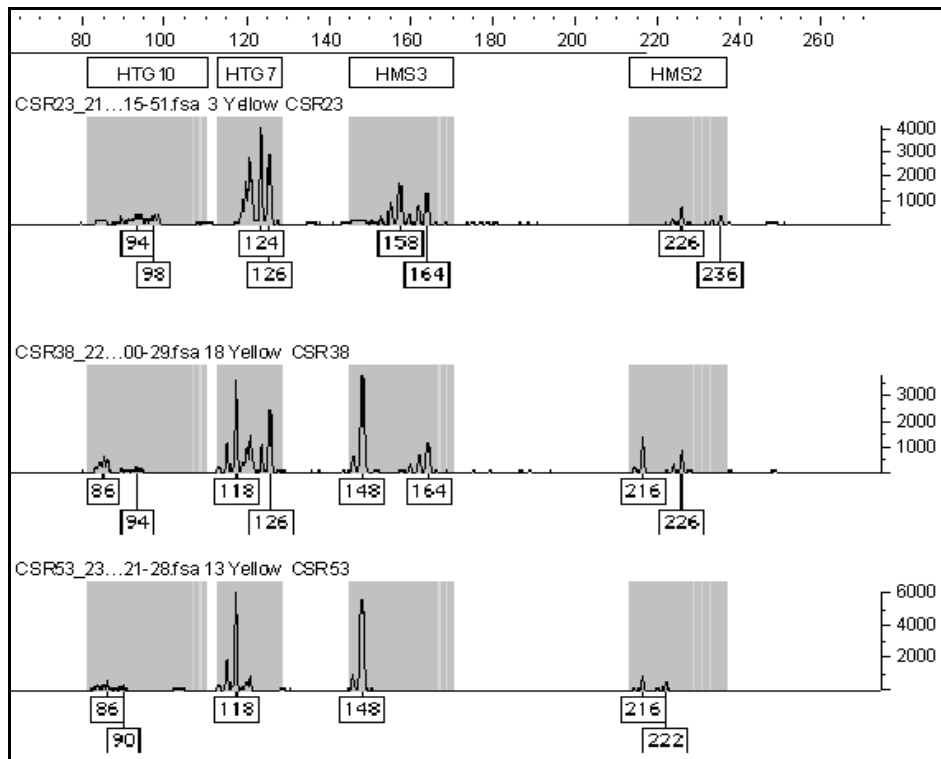 80 100 120 140 160 180 200 220 240 260
HTG10 HTG7 HMS3 HMS2
CSR23_21...15-51.fsa 3 Yellow CSR23
4000
3000
2000
1000
94 124 158 226
98 126 164 236
CSR38_22...00-29.fsa 18 Yellow CSR38
3000
2000
1000
86 118 148 164 216
94 126 226
CSR53_23...21-28.fsa 13 Yellow CSR53
6000
4000
2000
86 118 148 216
90 222